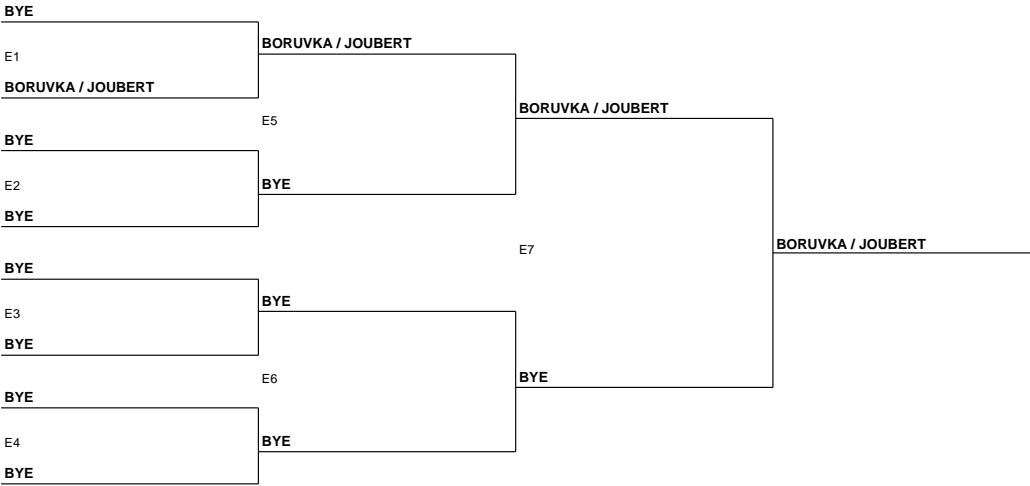 BYE
E1
BORUVKA / JOUBERT
BYE
E2
BYE
BYE
E3
BYE
BYE
E4
BYE
BORUVKA / JOUBERT
E5
BYE
BYE
E6
BYE
BORUVKA / JOUBERT
E7
BYE
BORUVKA / JOUBERT